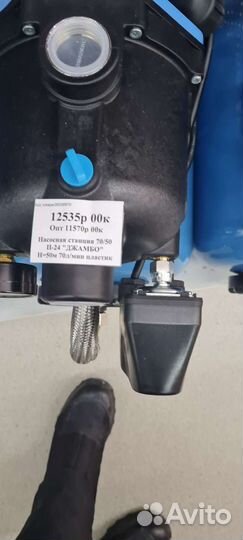 12535р 00к
Опт 11570р 00к
Насосная станция 70/50
П-24 "ДЖАМБО"
Н=50м 70л/мин пластик
Avito